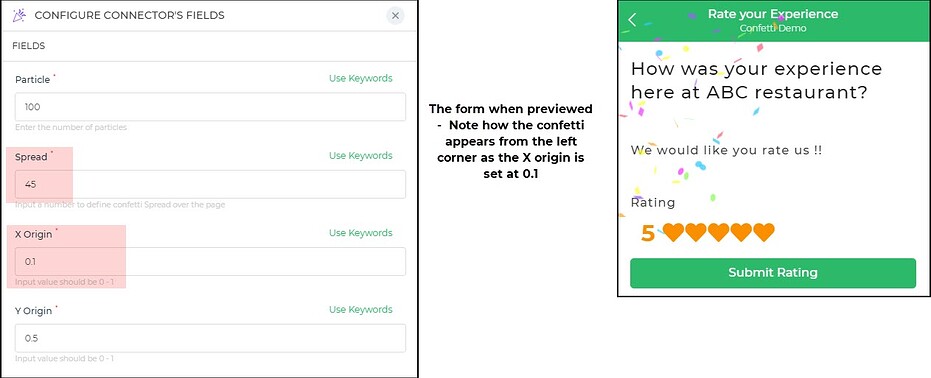 CONFIGURE CONNECTOR'S FIELDS
FIELDS
Particle *
Use Keywords
100
Enter the number of particles
Spread *
Use Keywords
45
Input a number to define confetti Spread over the page
X Origin *
Use Keywords
0.1
Input value should be 0 - 1
Y Origin *
Use Keywords
0.5
Input value should be 0 - 1
The form when previewed
- Note how the confetti
appears from the left
corner as the X origin is
set at 0.1
Rate your Experience
Confetti Demo
How was your experience
here at ABC restaurant?
We would like you rate us !!
Rating
5
Submit Rating